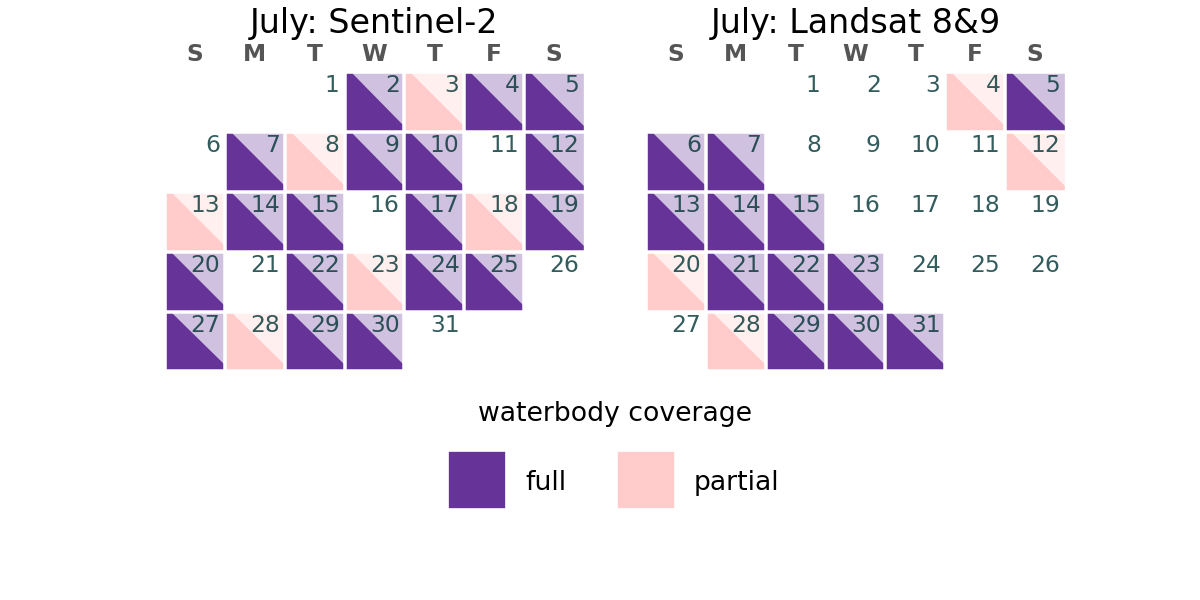 July: Sentinel-2
S M T W T F S
1 2 3 4 5
6 7 8 9 10 11 12
13 14 15 16 17 18 19
20 21 22 23 24 25 26
27 28 29 30 31
July: Landsat 8&9
S M T W T F S
1 2 3 4 5
6 7 8 9 10 11 12
13 14 15 16 17 18 19
20 21 22 23 24 25 26
27 28 29 30 31
waterbody coverage
full partial